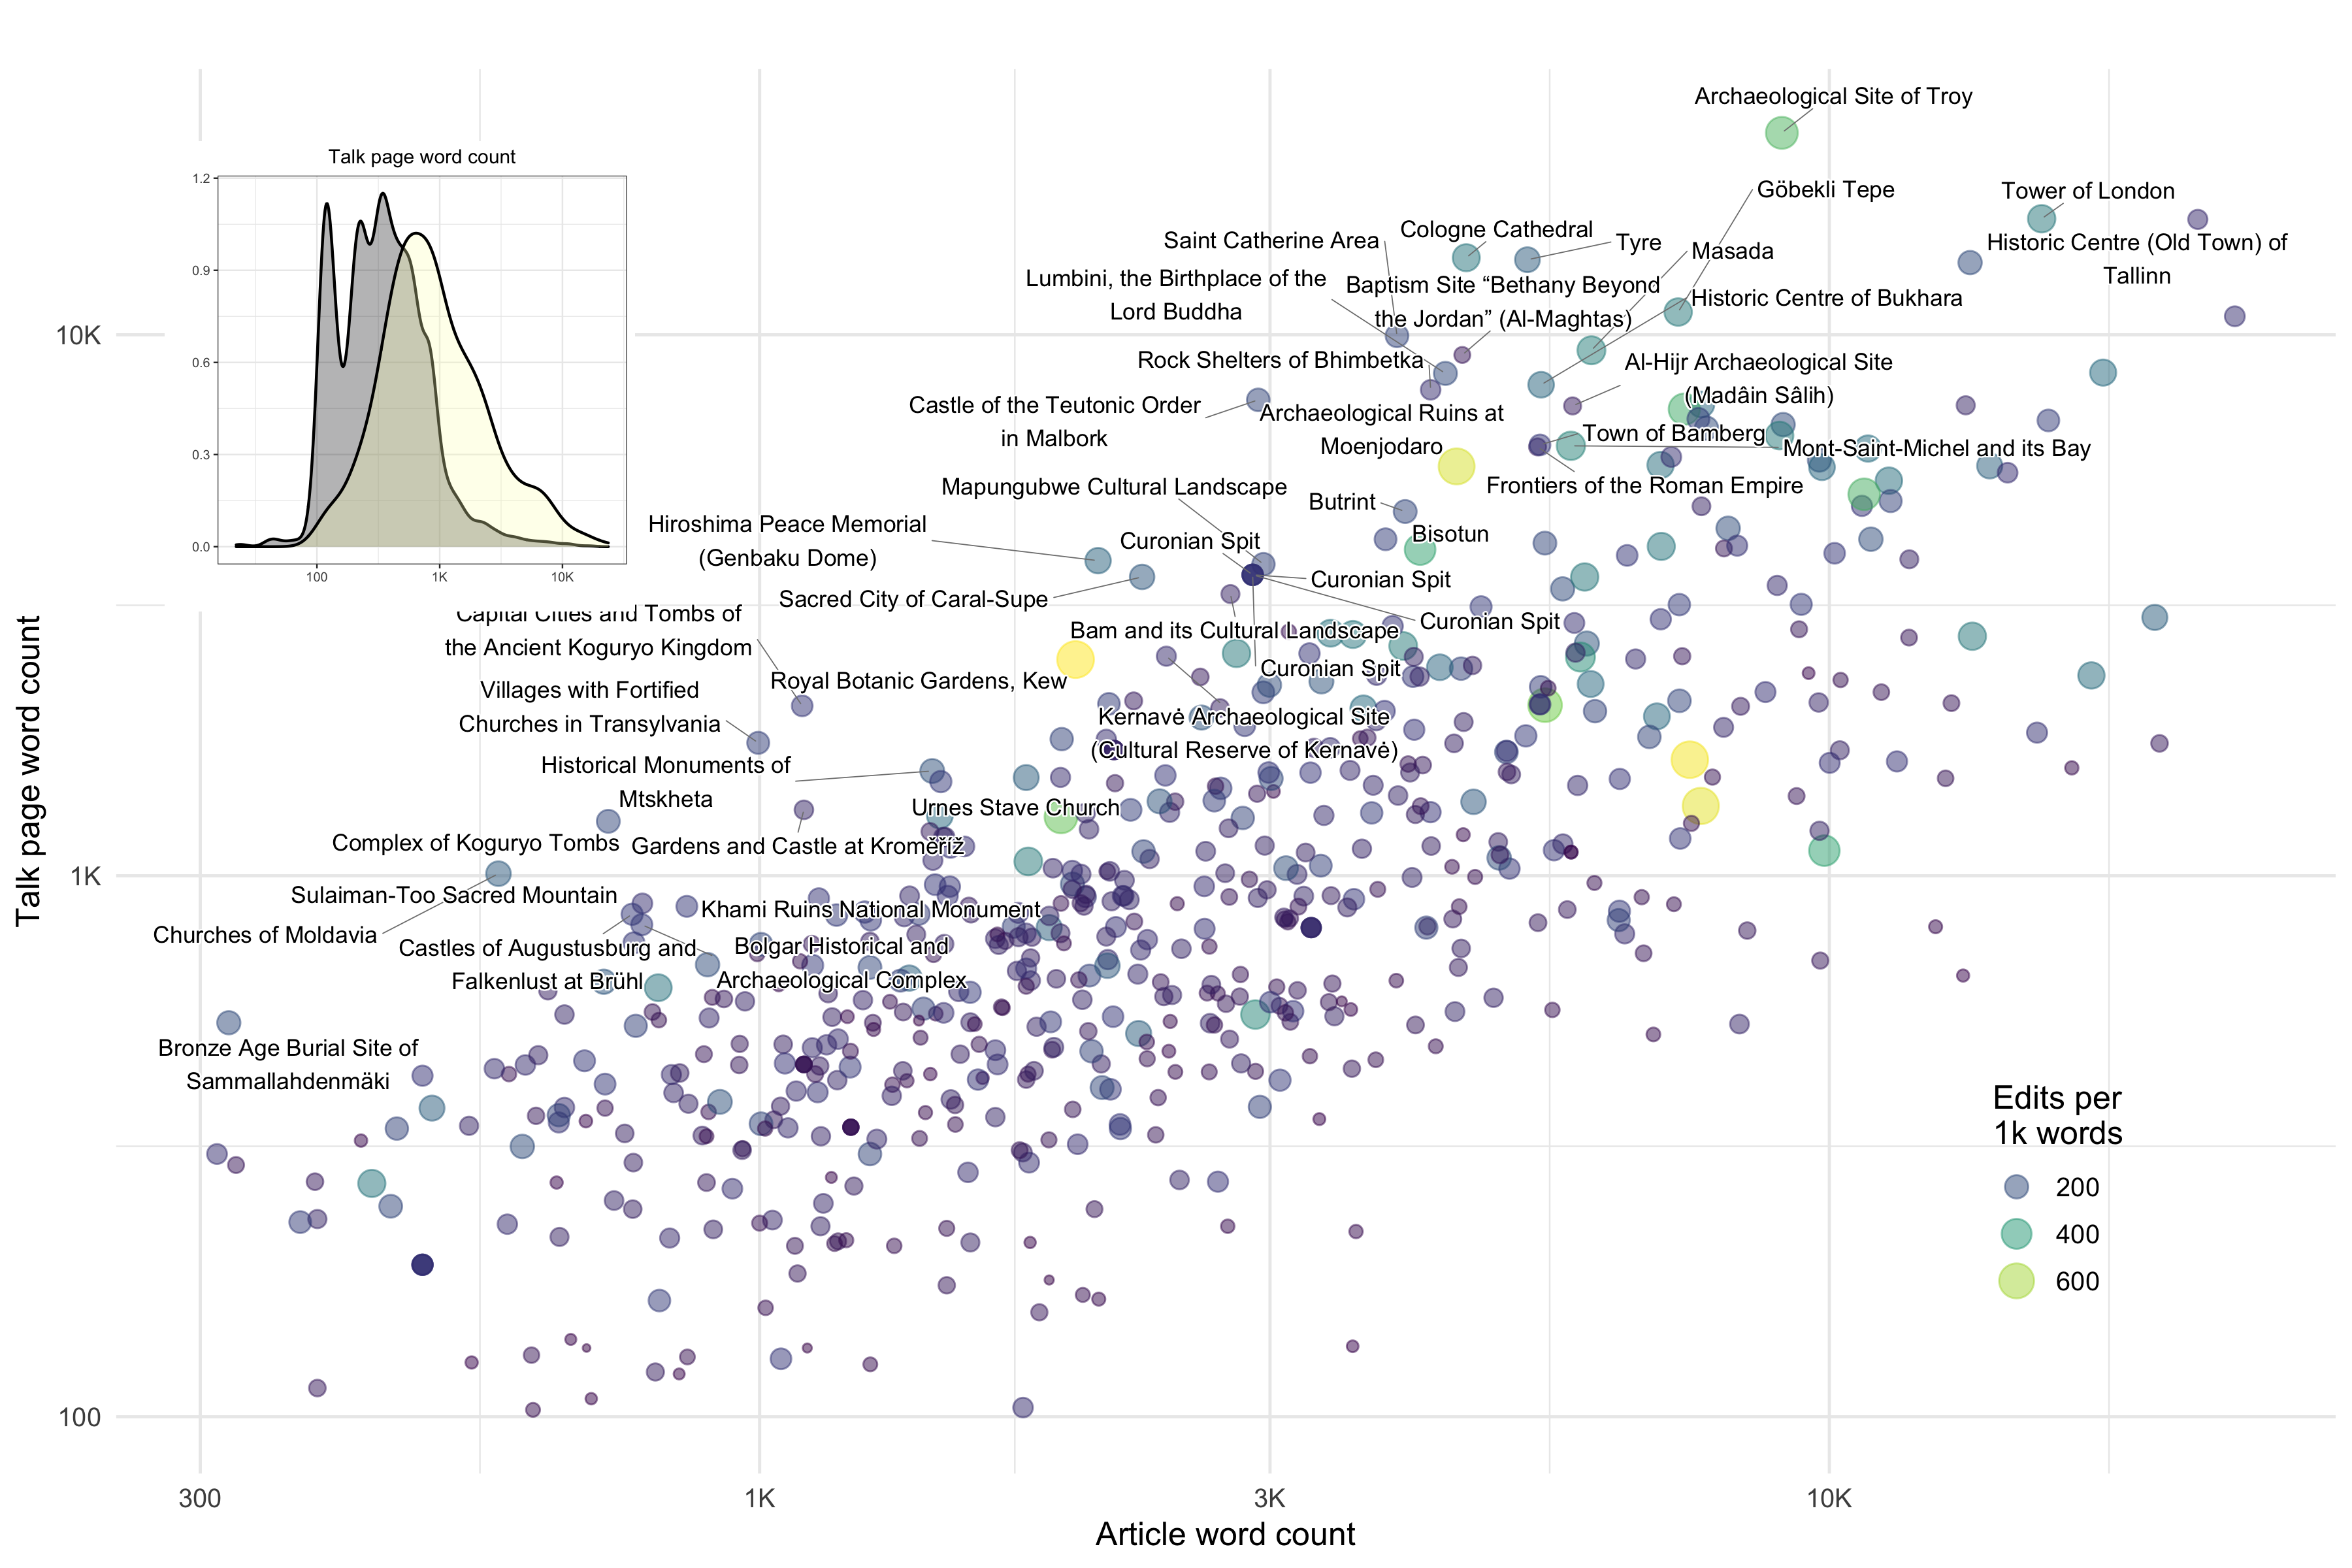 Archaeological Site of Troy
Talk page word count
1.2
0.9
0.6
0.3
0.0
100
1K
10K
Göbekli Tepe
Tower of London
Cologne Cathedral
Tyre
Saint Catherine Area
Masada
Historic Centre (Old Town) of
Tallinn
Lumbini, the Birthplace of the
Lord Buddha
Baptism Site “Bethany Beyond
the Jordan” (Al-Maghtas)
Historic Centre of Bukhara
Rock Shelters of Bhimbetka
Al-Hijr Archaeological Site
(Madâin Sâlih)
Castle of the Teutonic Order
in Malbork
Archaeological Ruins at
Moenjodaro
Town of Bamberg
Mont-Saint-Michel and its Bay
Mapungubwe Cultural Landscape
Frontiers of the Roman Empire
Butrint
Hiroshima Peace Memorial
(Genbaku Dome)
Bisotun
Curonian Spit
Curonian Spit
Sacred City of Caral-Supe
Curonian Spit
Capital Cities and Tombs of
the Ancient Koguryo Kingdom
Bam and its Cultural Landscape
Curonian Spit
Royal Botanic Gardens, Kew
Villages with Fortified
Churches in Transylvania
Kernavė Archaeological Site
(Cultural Reserve of Kernavė)
Historical Monuments of
Mtskheta
Urnes Stave Church
Complex of Koguryo Tombs
Gardens and Castle at Kroměříž
Sulaiman-Too Sacred Mountain
Khami Ruins National Monument
Churches of Moldavia
Castles of Augustusburg and
Falkenlust at Brühl
Bolgar Historical and
Archaeological Complex
Bronze Age Burial Site of
Sammallahdenmäki
Edits per
1k words
200
400
600
10K
1K
100
Talk page word count
300
1K
3K
10K
Article word count